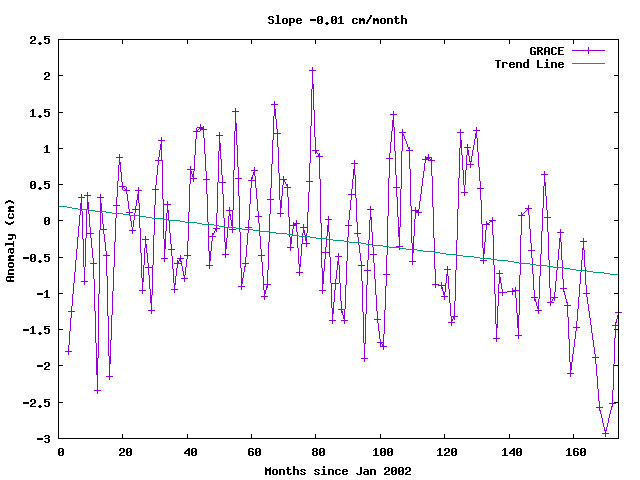 Slope -0.01 cm/month
GRACE
Trend Line
2.5
2
1.5
1
0.5
0
-0.5
-1
-1.5
-2
-2.5
-3
Anomaly (cm)
0 20 40 60 80 100 120 140 160
Months since Jan 2002